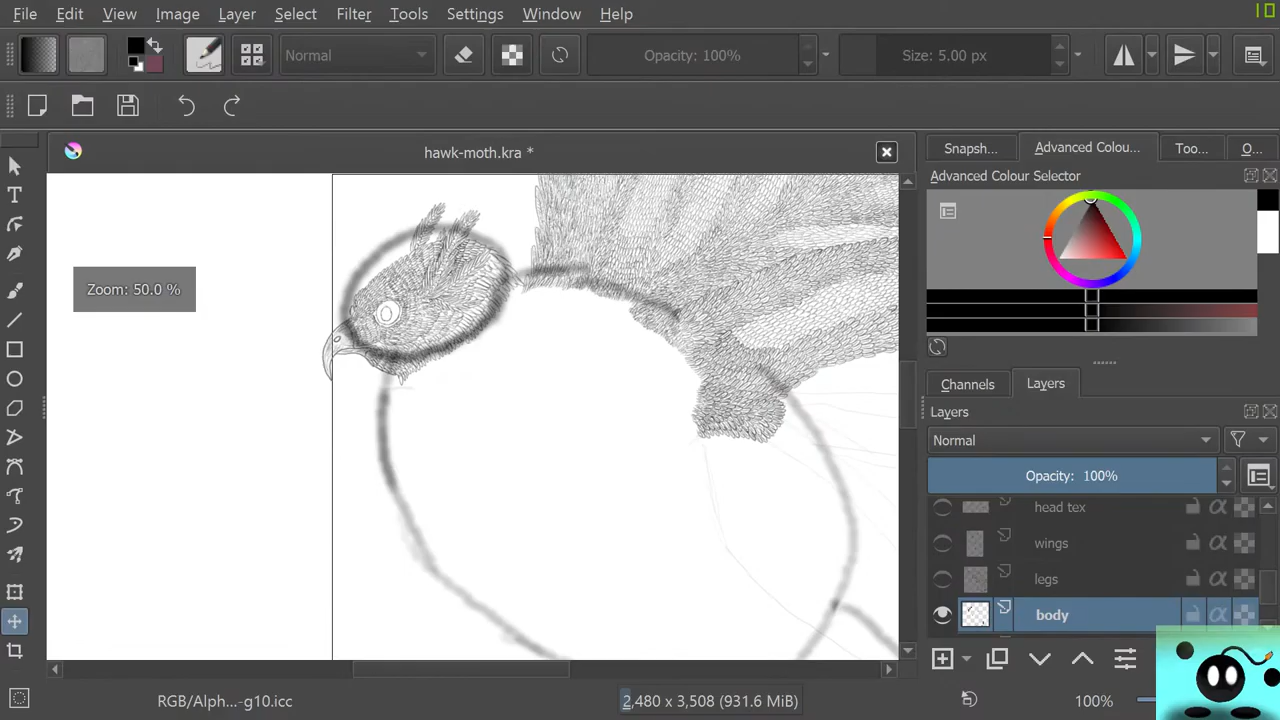 File Edit View Image Layer Select Filter Tools Settings Window Help
10
Normal
Opacity: 100%
Size: 5.00 px
hawk-moth.kra *
Snapsh... Advanced Colou... Too... O...
Advanced Colour Selector
Zoom: 50.0 %
Channels Layers
Layers
Normal
Opacity: 100%
head tex
wings
legs
body
RGB/Alph...-g10.icc
2,480 x 3,508 (931.6 MiB)
100%